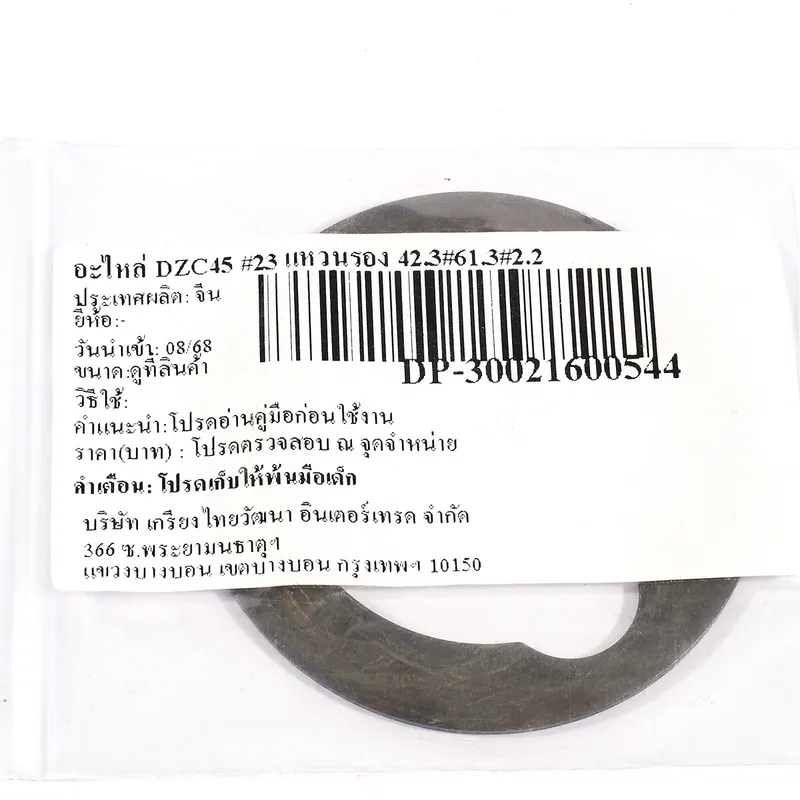 อะไหล่ DZC45 #23 แหวนรอง 42.3#61.3#2.2
ประเทศผลิต: จีน
ยี่ห้อ:-
วันนำเข้า: 08/68
ขนาด:ดูที่สินค้า
DP-30021600544
วิธีใช้:
คำแนะนำ:โปรดอ่านคู่มือก่อนใช้งาน
ราคา(บาท) : โปรดตรวจสอบ ณ จุดจำหน่าย
คำเตือน: โปรดเก็บให้พ้นมือเด็ก
บริษัท เกรียงไทยวัฒนา อินเตอร์เทรด จำกัด
366 ซ.พระยามนธาตุฯ
แขวงบางบอน เขตบางบอน กรุงเทพฯ 10150